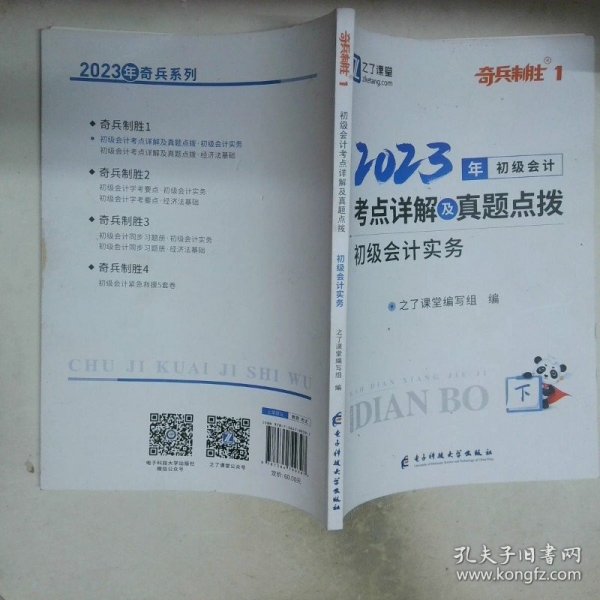 2023年奇兵系列
奇兵制胜1
初级会计考点详解及真题点拨·初级会计实务
初级会计考点详解及真题点拨·经济法基础
奇兵制胜2
初级会计学考要点·初级会计实务
初级会计学考要点·经济法基础
奇兵制胜3
初级会计同步习题册·初级会计实务
初级会计同步习题册·经济法基础
奇兵制胜4
初级会计紧急救援5套卷
CHU JI KUAI JI SHI WU
电子科技大学出版社
微信公众号
之了课堂公众号
定价: 60.00元
奇兵制胜 1
初级会计考点详解及真题点拨
初级会计实务
之了课堂编写组 编
之了课堂
zlketang.com
奇兵制胜® 1
2023 年 初级会计
考点详解及真题点拨
初级会计实务
之了课堂编写组 编
KAO DIAN XIANG JIE JI
IDIAN BO
下
电子科技大学出版社
孔夫子旧书网
www.kongfz.com